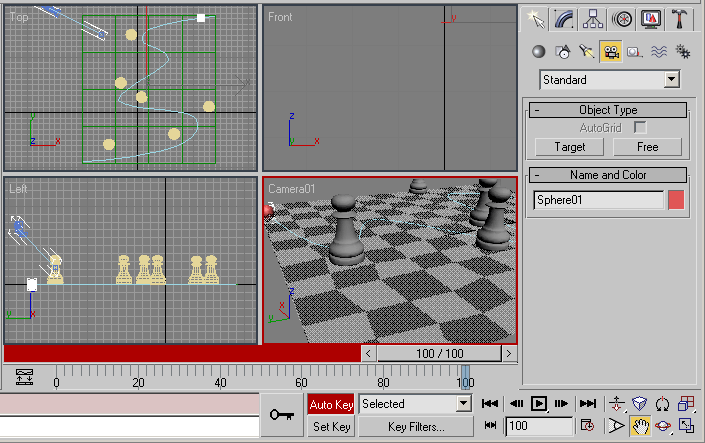 Top
Front
y
x
y
x
z
x
Standard
- Object Type
AutoGrid
Target Free
- Name and Color
Sphere01
Left
Camera01
z
y x
z
x
y
< 100 / 100 >
0 20 40 60 80 100
Auto Key Selected
Set Key Key Filters...
100